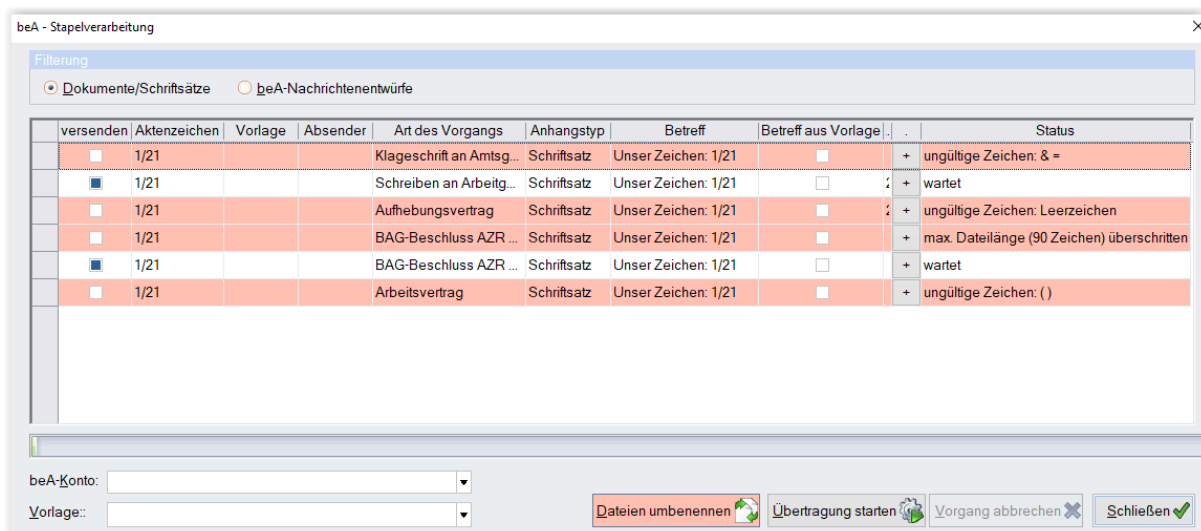 beA - Stapelverarbeitung
Filterung
Dokumente/Schriftsätze beA-Nachrichtenentwürfe
versenden Aktenzeichen Vorlage Absender Art des Vorgangs Anhangstyp Betreff Betreff aus Vorlage . . Status
1/21 Klageschrift an Amtsg... Schriftsatz Unser Zeichen: 1/21 + ungültige Zeichen: & =
1/21 Schreiben an Arbeitg... Schriftsatz Unser Zeichen: 1/21 + wartet
1/21 Aufhebungsvertrag Schriftsatz Unser Zeichen: 1/21 + ungültige Zeichen: Leerzeichen
1/21 BAG-Beschluss AZR ... Schriftsatz Unser Zeichen: 1/21 + max. Dateilänge (90 Zeichen) überschritten
1/21 BAG-Beschluss AZR ... Schriftsatz Unser Zeichen: 1/21 + wartet
1/21 Arbeitsvertrag Schriftsatz Unser Zeichen: 1/21 + ungültige Zeichen: ( )
beA-Konto:
Vorlage::
Dateien umbenennen Übertragung starten Vorgang abbrechen Schließen